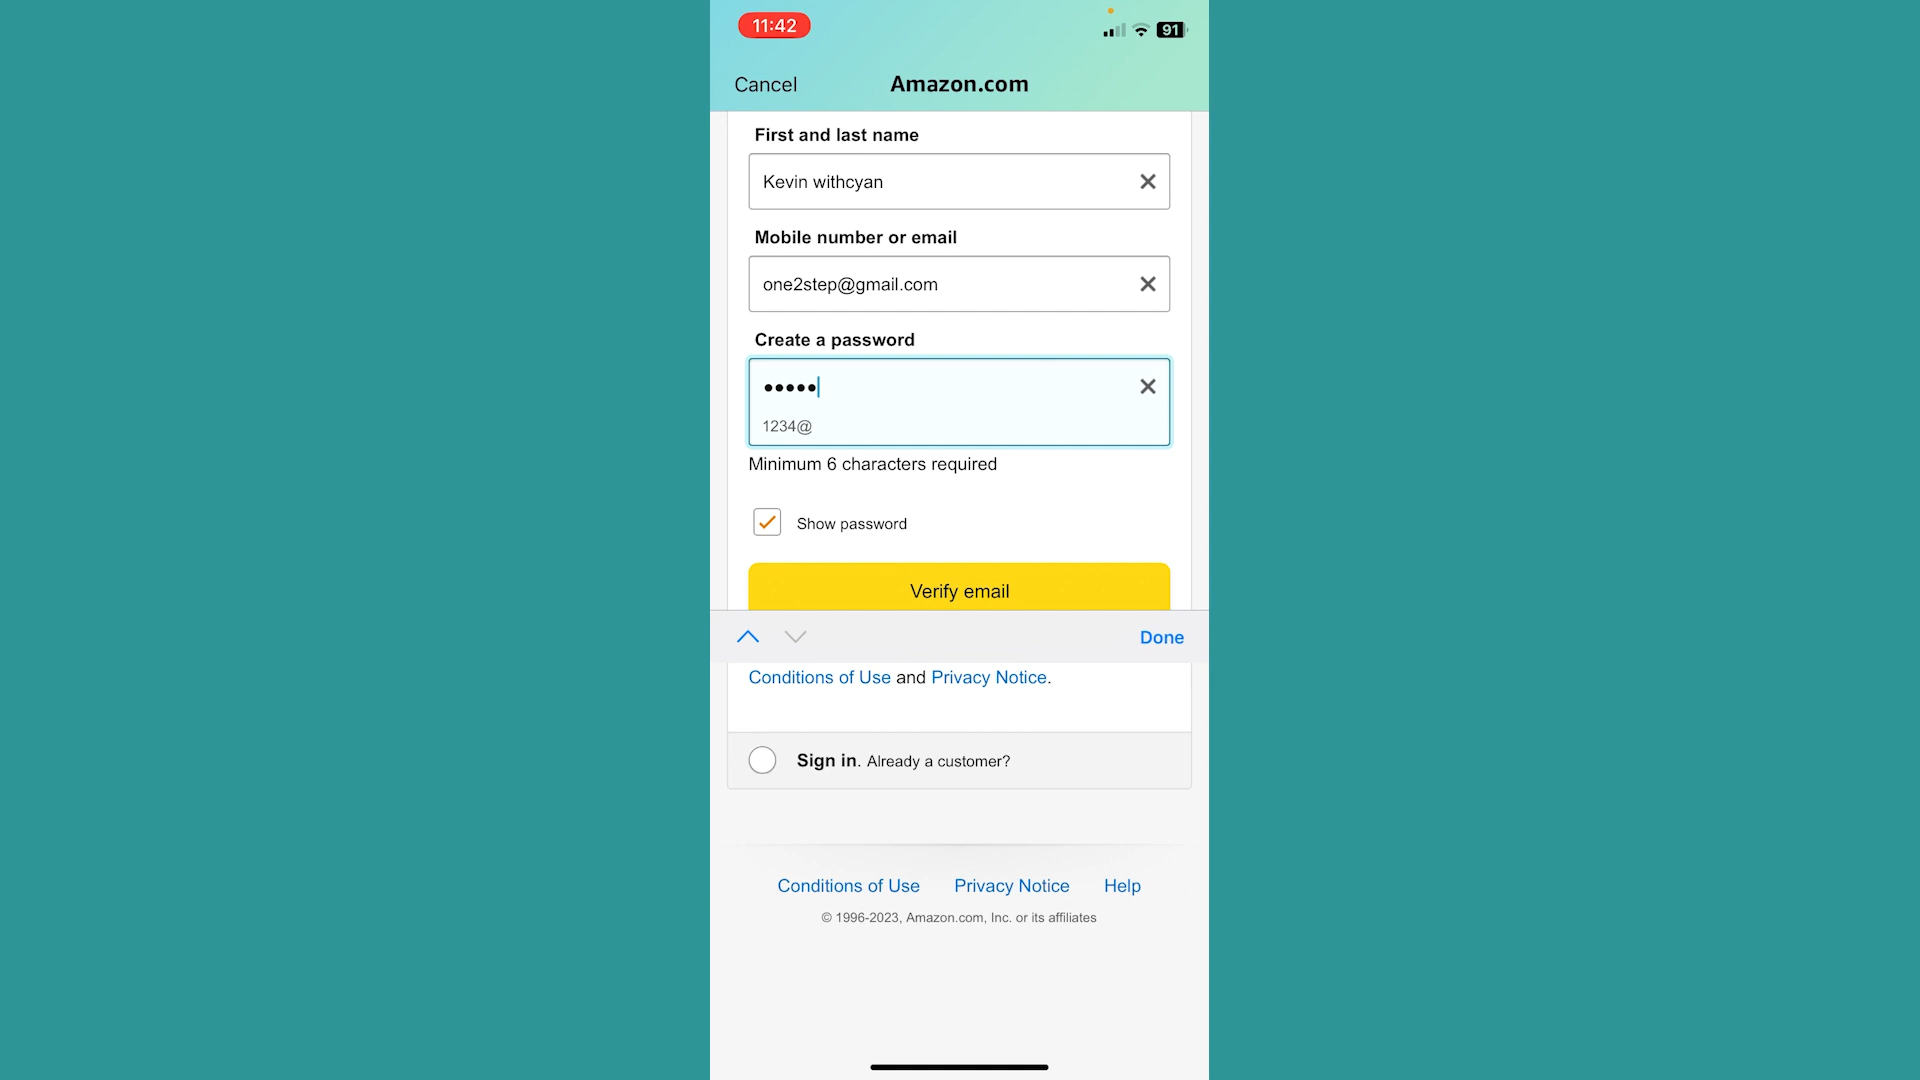 11:42
91
Cancel
Amazon.com
First and last name
Kevin withcyan
Mobile number or email
one2step@gmail.com
Create a password
•••••
1234@
Minimum 6 characters required
Show password
Verify email
Done
Conditions of Use and Privacy Notice.
Sign in. Already a customer?
Conditions of Use Privacy Notice Help
© 1996-2023, Amazon.com, Inc. or its affiliates